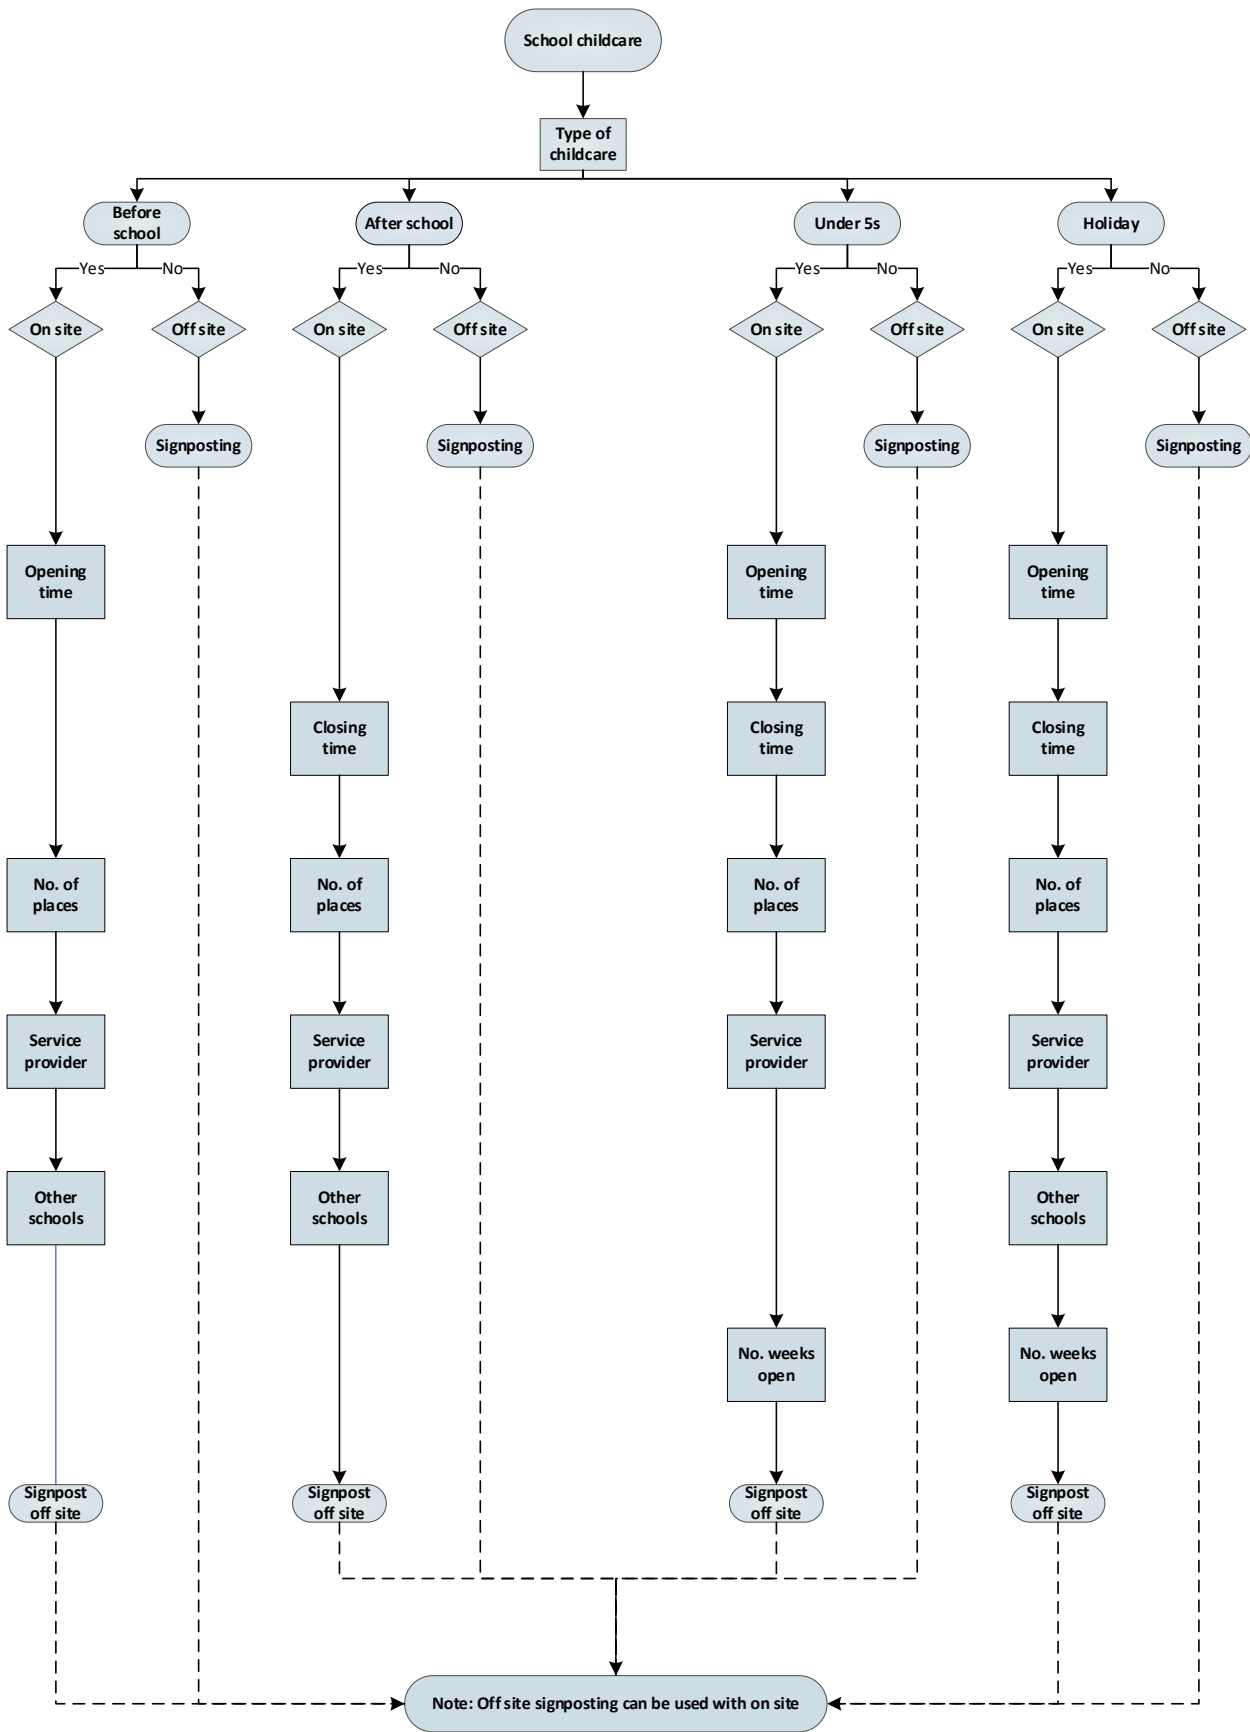 School childcare
Type of
childcare
Before
school
After school
Under 5s
Holiday
Yes
No
Yes
No
Yes
No
Yes
No
On site
Off site
On site
Off site
On site
Off site
On site
Off site
Signposting
Signposting
Signposting
Signposting
Opening
time
Opening
time
Opening
time
Closing
time
Closing
time
Closing
time
No. of
places
No. of
places
No. of
places
No. of
places
Service
provider
Service
provider
Service
provider
Service
provider
Other
schools
Other
schools
Other
schools
No. weeks
open
No. weeks
open
Signpost
off site
Signpost
off site
Signpost
off site
Signpost
off site
Note: Off site signposting can be used with on site